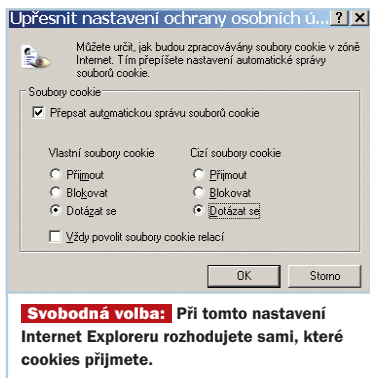 Upřesnit nastavení ochrany osobních ú...
Můžete určit, jak budou zpracovávány soubory cookie v zóně
Internet. Tím přepíšete nastavení automatické správy
souborů cookie.
Soubory cookie
Přepsat automatickou správu souborů cookie
Vlastní soubory cookie
Cizí soubory cookie
Přijmout
Přijmout
Blokovat
Blokovat
Dotázat se
Dotázat se
Vždy povolit soubory cookie relací
OK
Storno
Svobodná volba: Při tomto nastavení
Internet Exploreru rozhodujete sami, které
cookies přijmete.